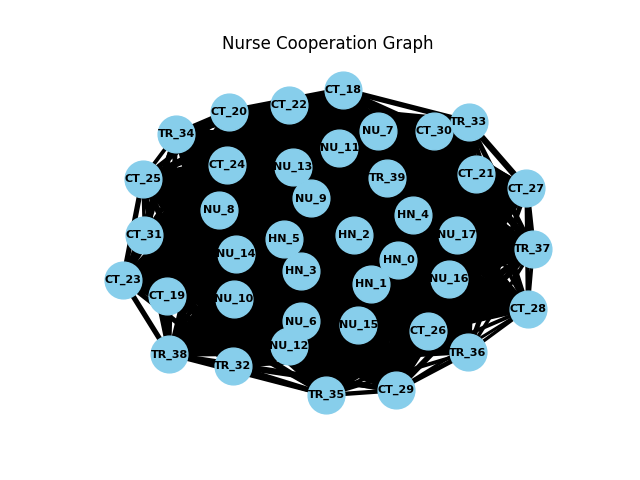 Nurse Cooperation Graph
CT_18
CT_22
CT_20
TR_33
CT_30
NU_7
TR_34
NU_11
CT_24
NU_13
CT_21
TR_39
CT_25
CT_27
NU_9
NU_8
HN_4
CT_31
HN_2
NU_17
HN_5
TR_37
NU_14
HN_0
HN_3
NU_16
CT_23
HN_1
CT_19
NU_10
CT_28
NU_6
NU_15
CT_26
NU_12
TR_36
TR_38
TR_32
CT_29
TR_35